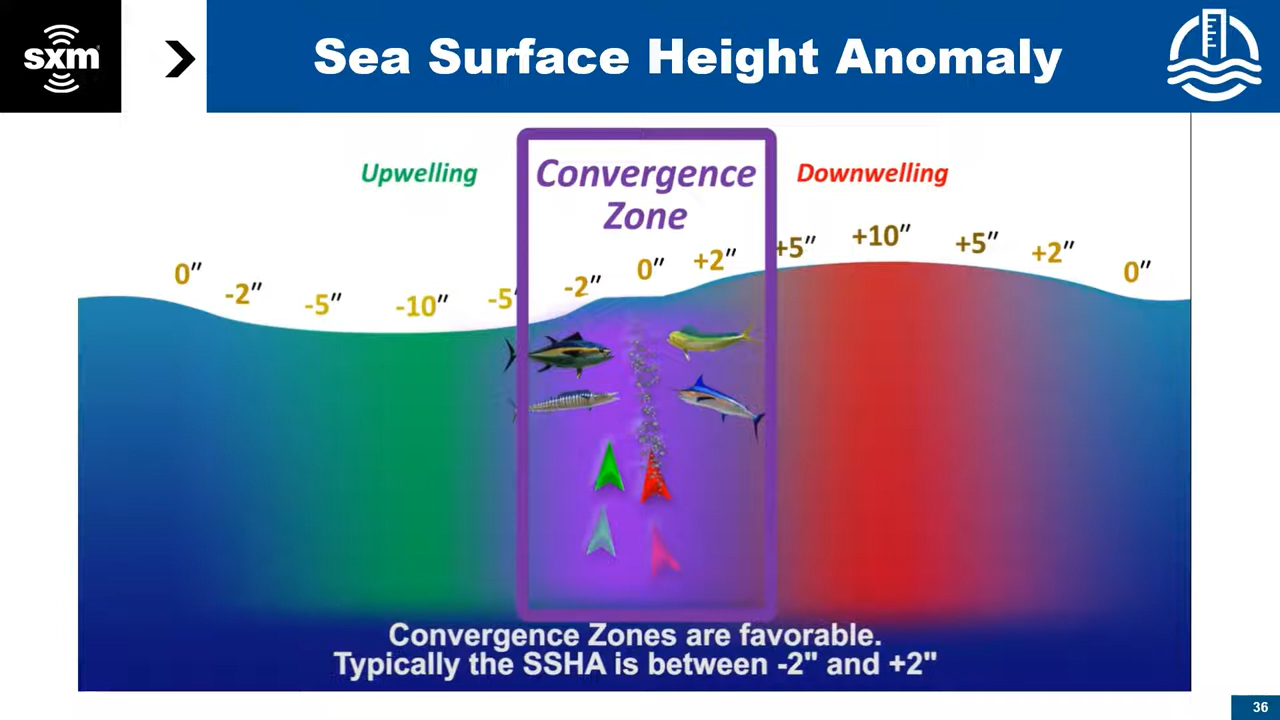 sxm
Sea Surface Height Anomaly
Upwelling
Convergence
Zone
Downwelling
0″
-2″
-5″
-10″
-5
-2″
0″
+2″
+5″
+10″
+5″
+2″
0″
Convergence Zones are favorable.
Typically the SSHA is between -2" and +2"
36